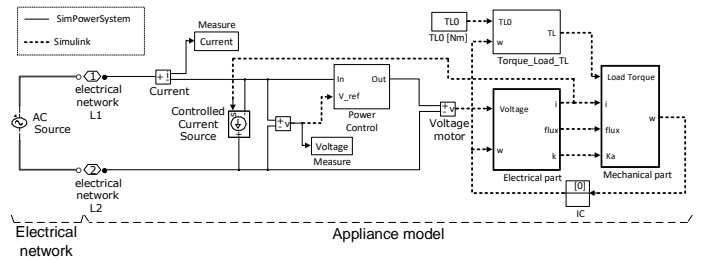 SimPowerSystem
Simulink
Measure
Current
TL0
TL0 [Nm]
TL0
TL
w
Torque_Load_TL
1
electrical
network
L1
+
i
-
Current
AC
Source
Controlled
Current
Source
s
+
-
v
In
Out
V_ref
Power
Control
Voltage
Measure
+
-
v
Voltage
motor
Voltage
i
flux
w
k
Electrical part
Load Torque
i
w
flux
Ka
Mechanical part
[0]
IC
2
electrical
network
L2
Electrical
network
Appliance model